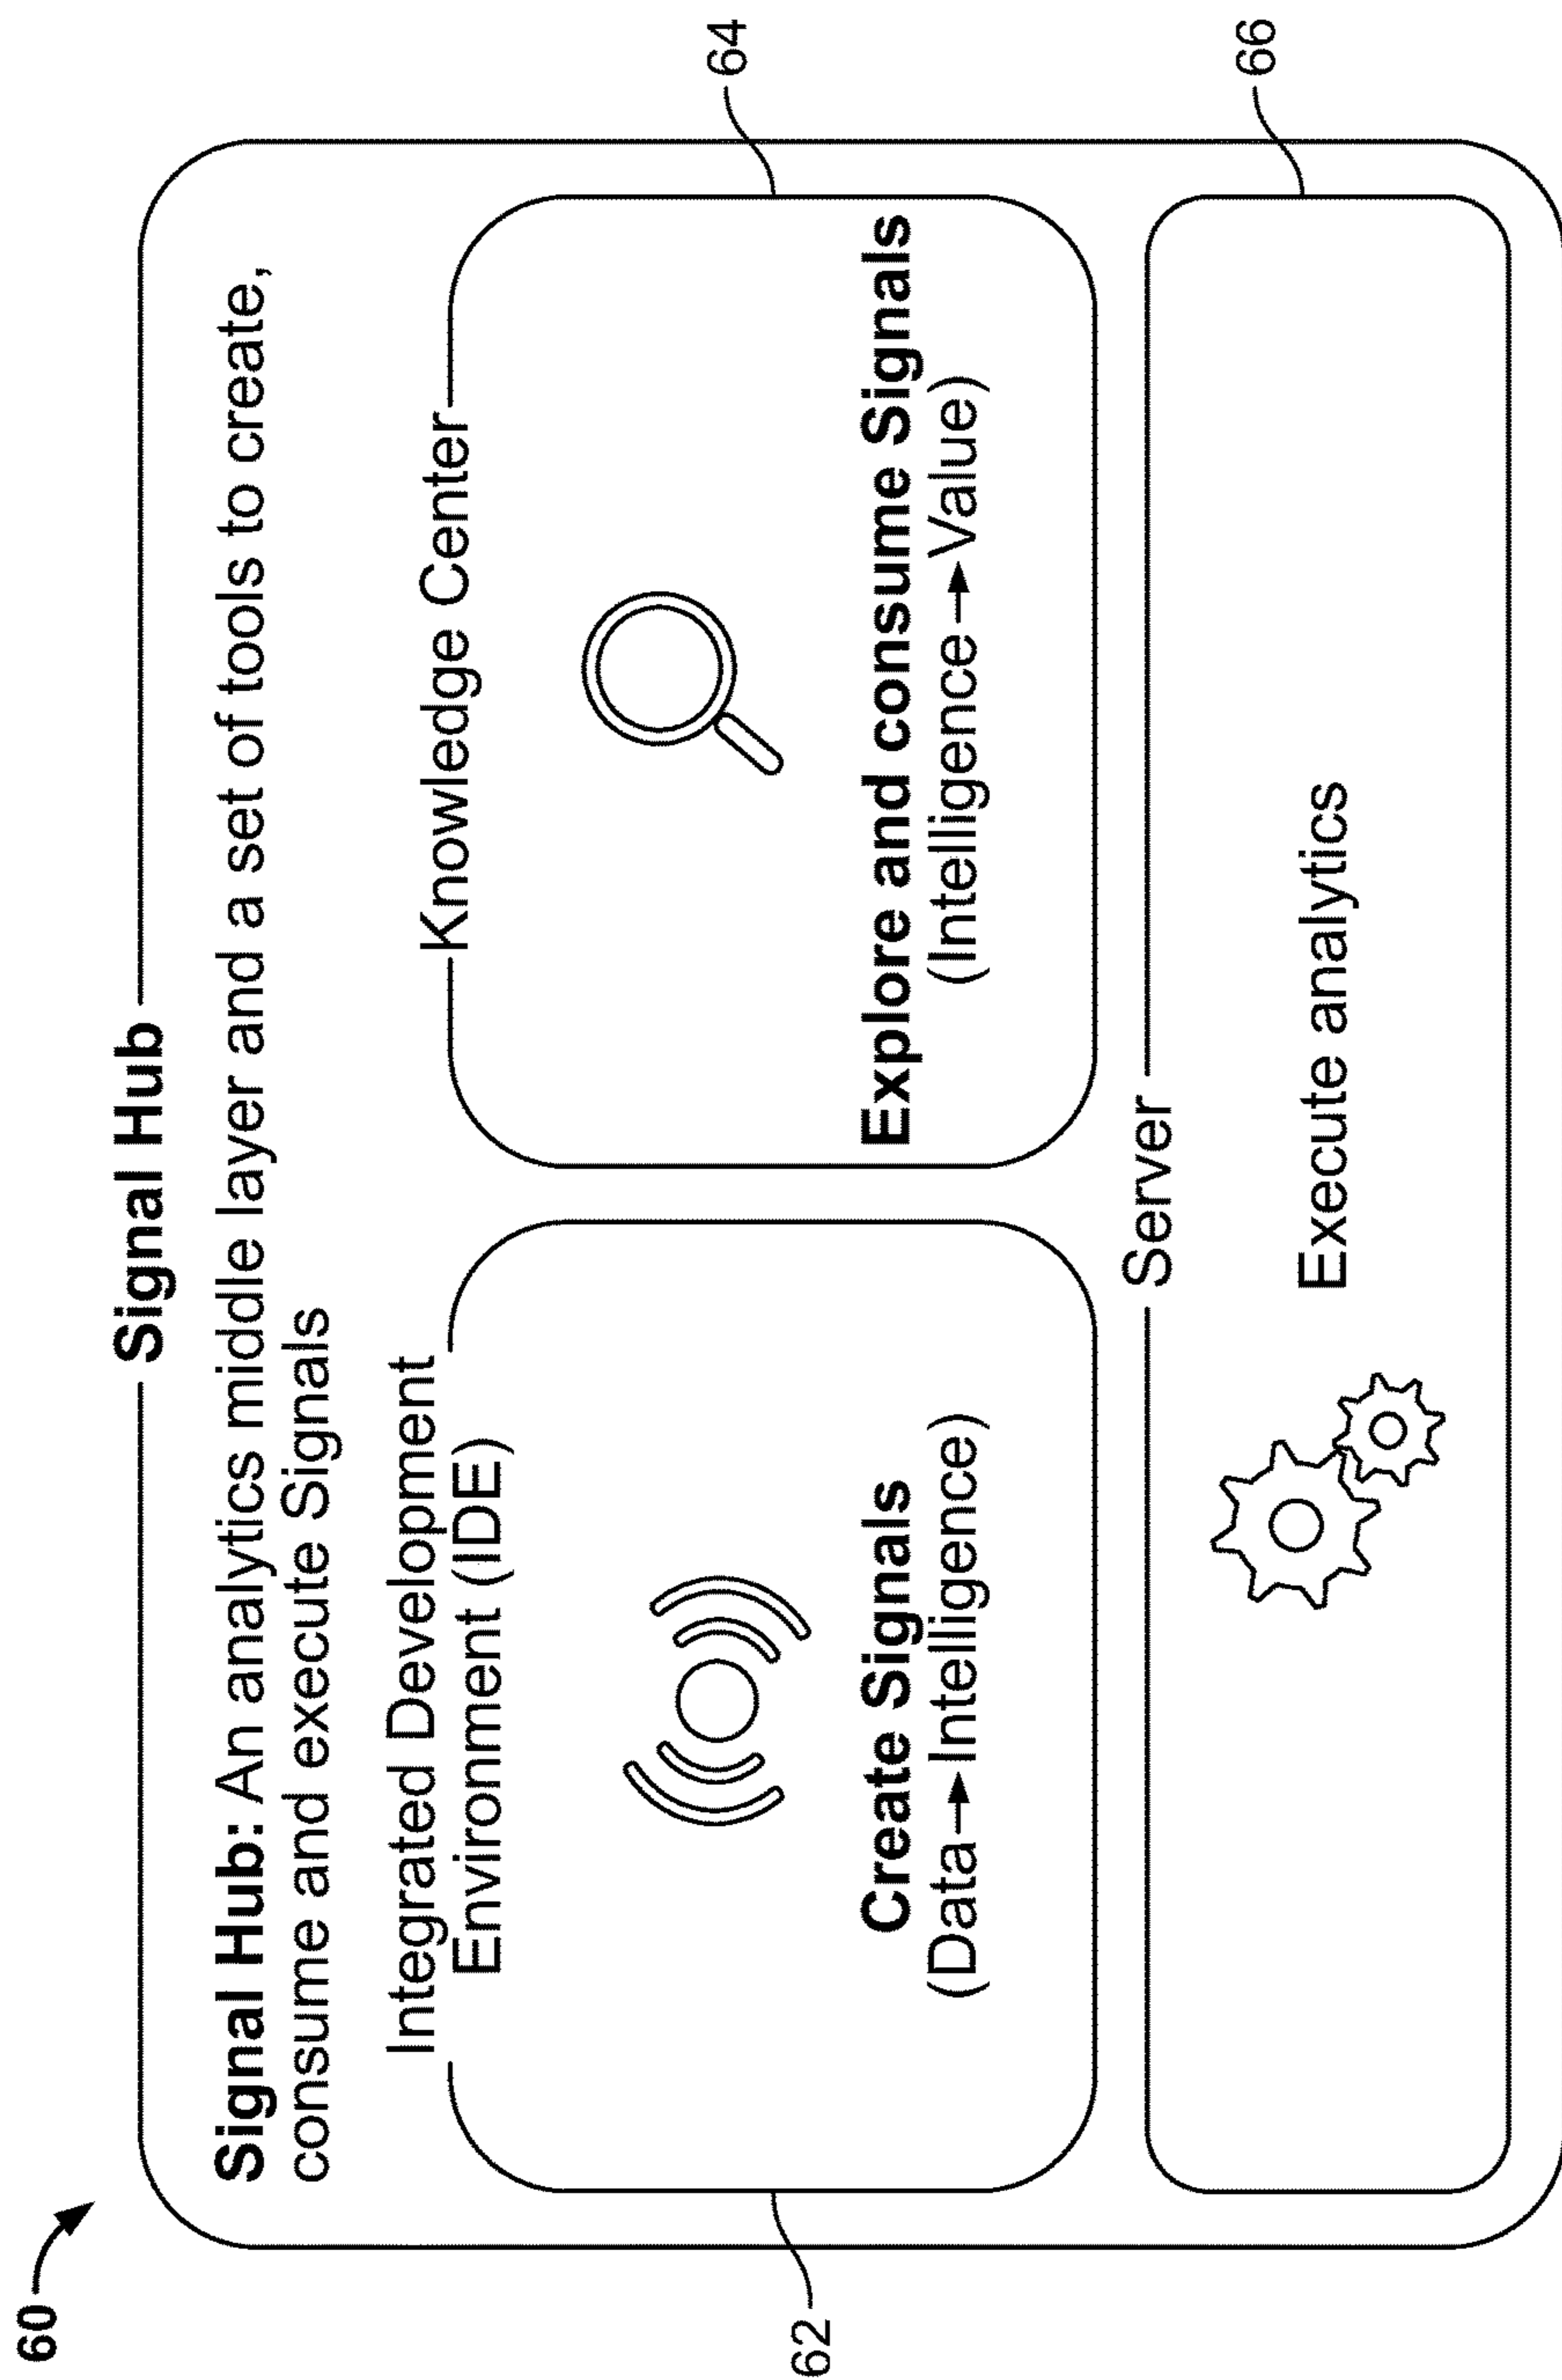 60
Signal Hub
Signal Hub: An analytics middle layer and a set of tools to create,
consume and execute Signals
Integrated Development
Environment (IDE)
Create Signals
(Data→Intelligence)
62
Knowledge Center
Explore and consume Signals
(Intelligence→Value)
64
Server
Execute analytics
66